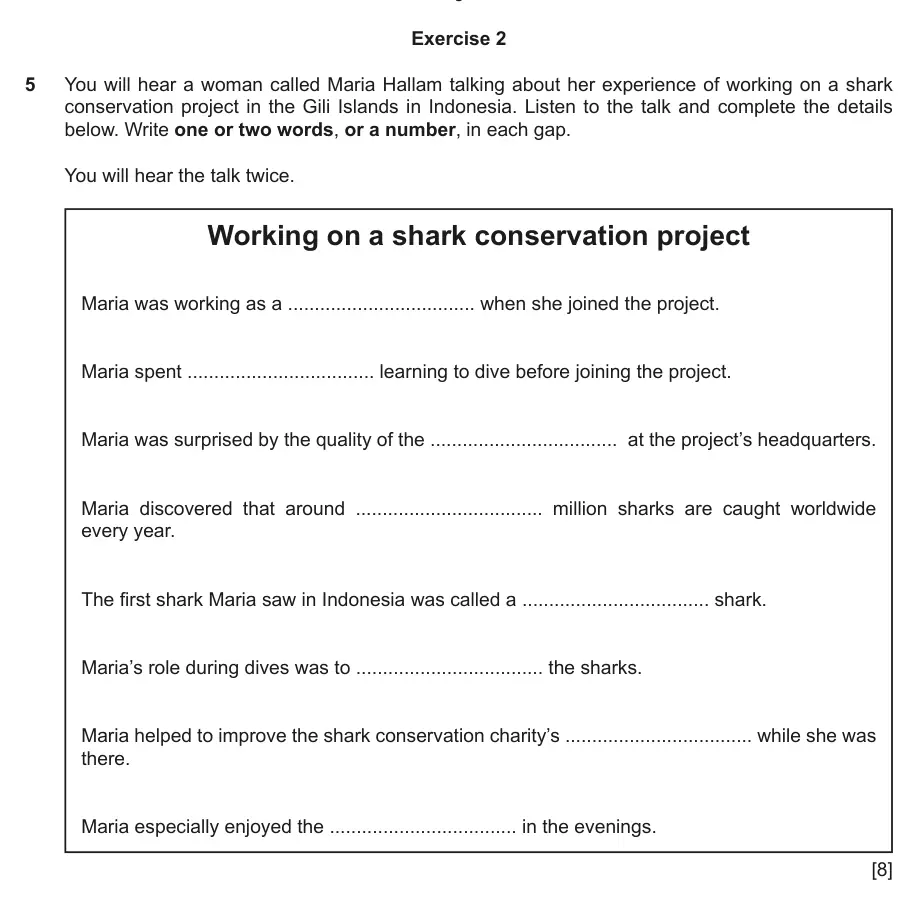 Exercise 2
5 You will hear a woman called Maria Hallam talking about her experience of working on a shark
conservation project in the Gili Islands in Indonesia. Listen to the talk and complete the details
below. Write one or two words, or a number, in each gap.
You will hear the talk twice.
Working on a shark conservation project
Maria was working as a ................................... when she joined the project.
Maria spent ................................... learning to dive before joining the project.
Maria was surprised by the quality of the ................................... at the project’s headquarters.
Maria discovered that around ................................... million sharks are caught worldwide
every year.
The first shark Maria saw in Indonesia was called a ................................... shark.
Maria’s role during dives was to ................................... the sharks.
Maria helped to improve the shark conservation charity’s ................................... while she was
there.
Maria especially enjoyed the ................................... in the evenings.
[8]